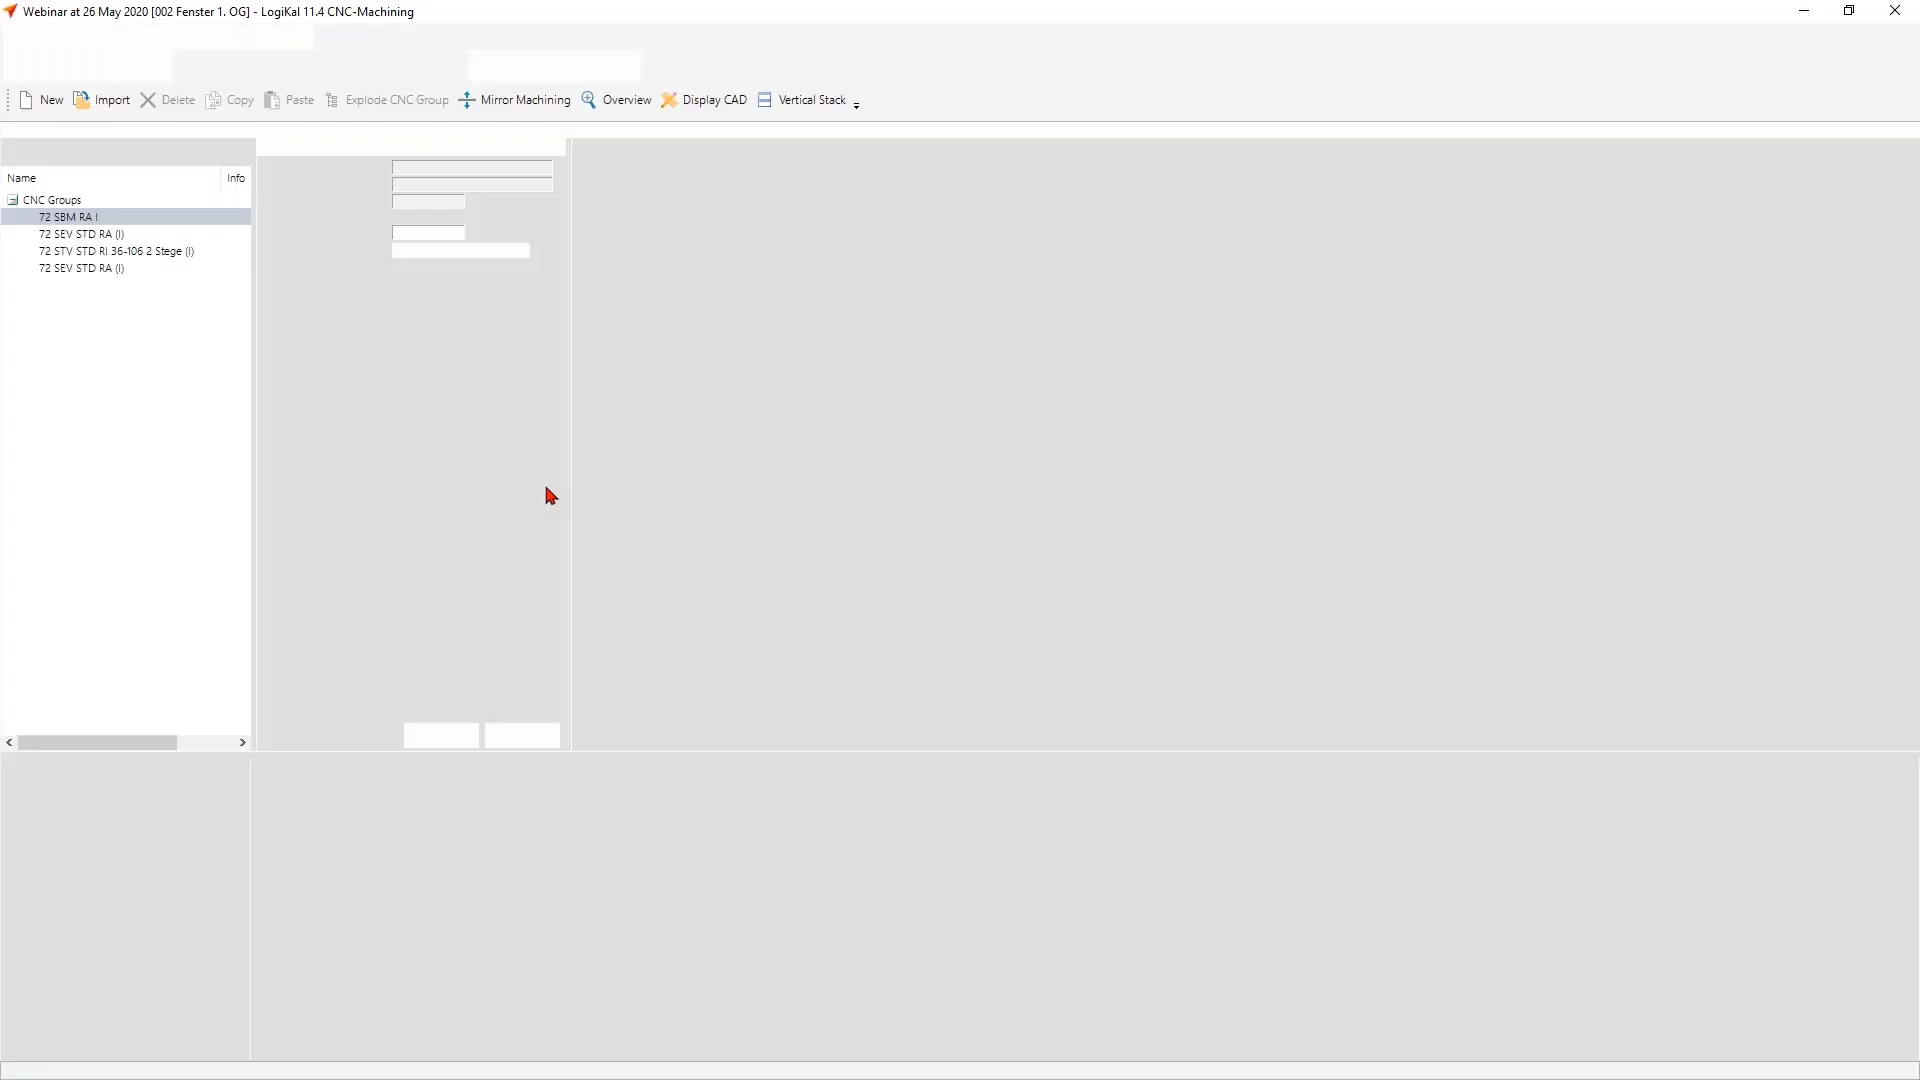 Webinar at 26 May 2020 [002 Fenster 1. OG] - LogiKal 11.4 CNC-Machining
New Import Delete Copy Paste Explode CNC Group Mirror Machining Overview Display CAD Vertical Stack
Name Info
CNC Groups
72 SBM RA I
72 SEV STD RA (I)
72 STV STD RI 36-106 2 Stege (I)
72 SEV STD RA (I)